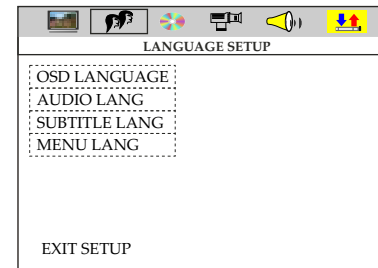 LANGUAGE SETUP
OSD LANGUAGE
AUDIO LANG
SUBTITLE LANG
MENU LANG
EXIT SETUP